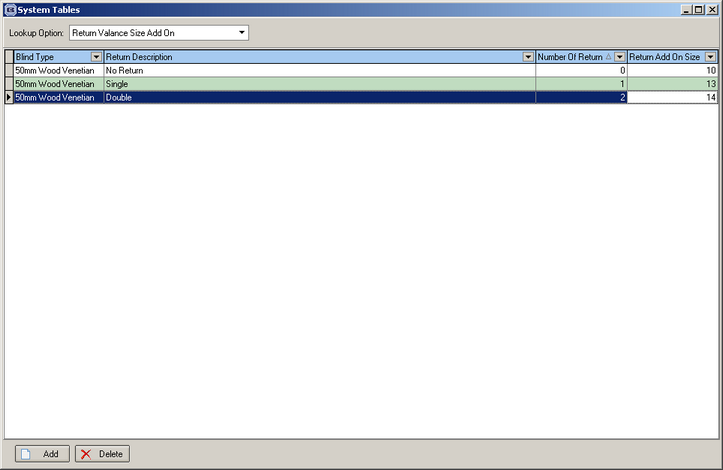 System Tables
Lookup Option: Return Valance Size Add On
Blind Type Return Description Number Of Return Return Add On Size
50mm Wood Venetian No Return 0 10
50mm Wood Venetian Single 1 13
50mm Wood Venetian Double 2 14
Add Delete